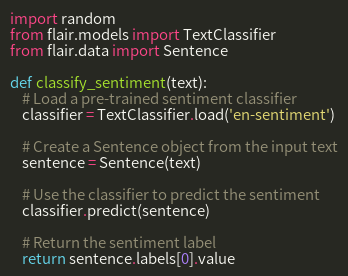 import random
from flair.models import TextClassifier
from flair.data import Sentence

def classify_sentiment(text):
    # Load a pre-trained sentiment classifier
    classifier = TextClassifier.load('en-sentiment')

    # Create a Sentence object from the input text
    sentence = Sentence(text)

    # Use the classifier to predict the sentiment
    classifier.predict(sentence)

    # Return the sentiment label
    return sentence.labels[0].value